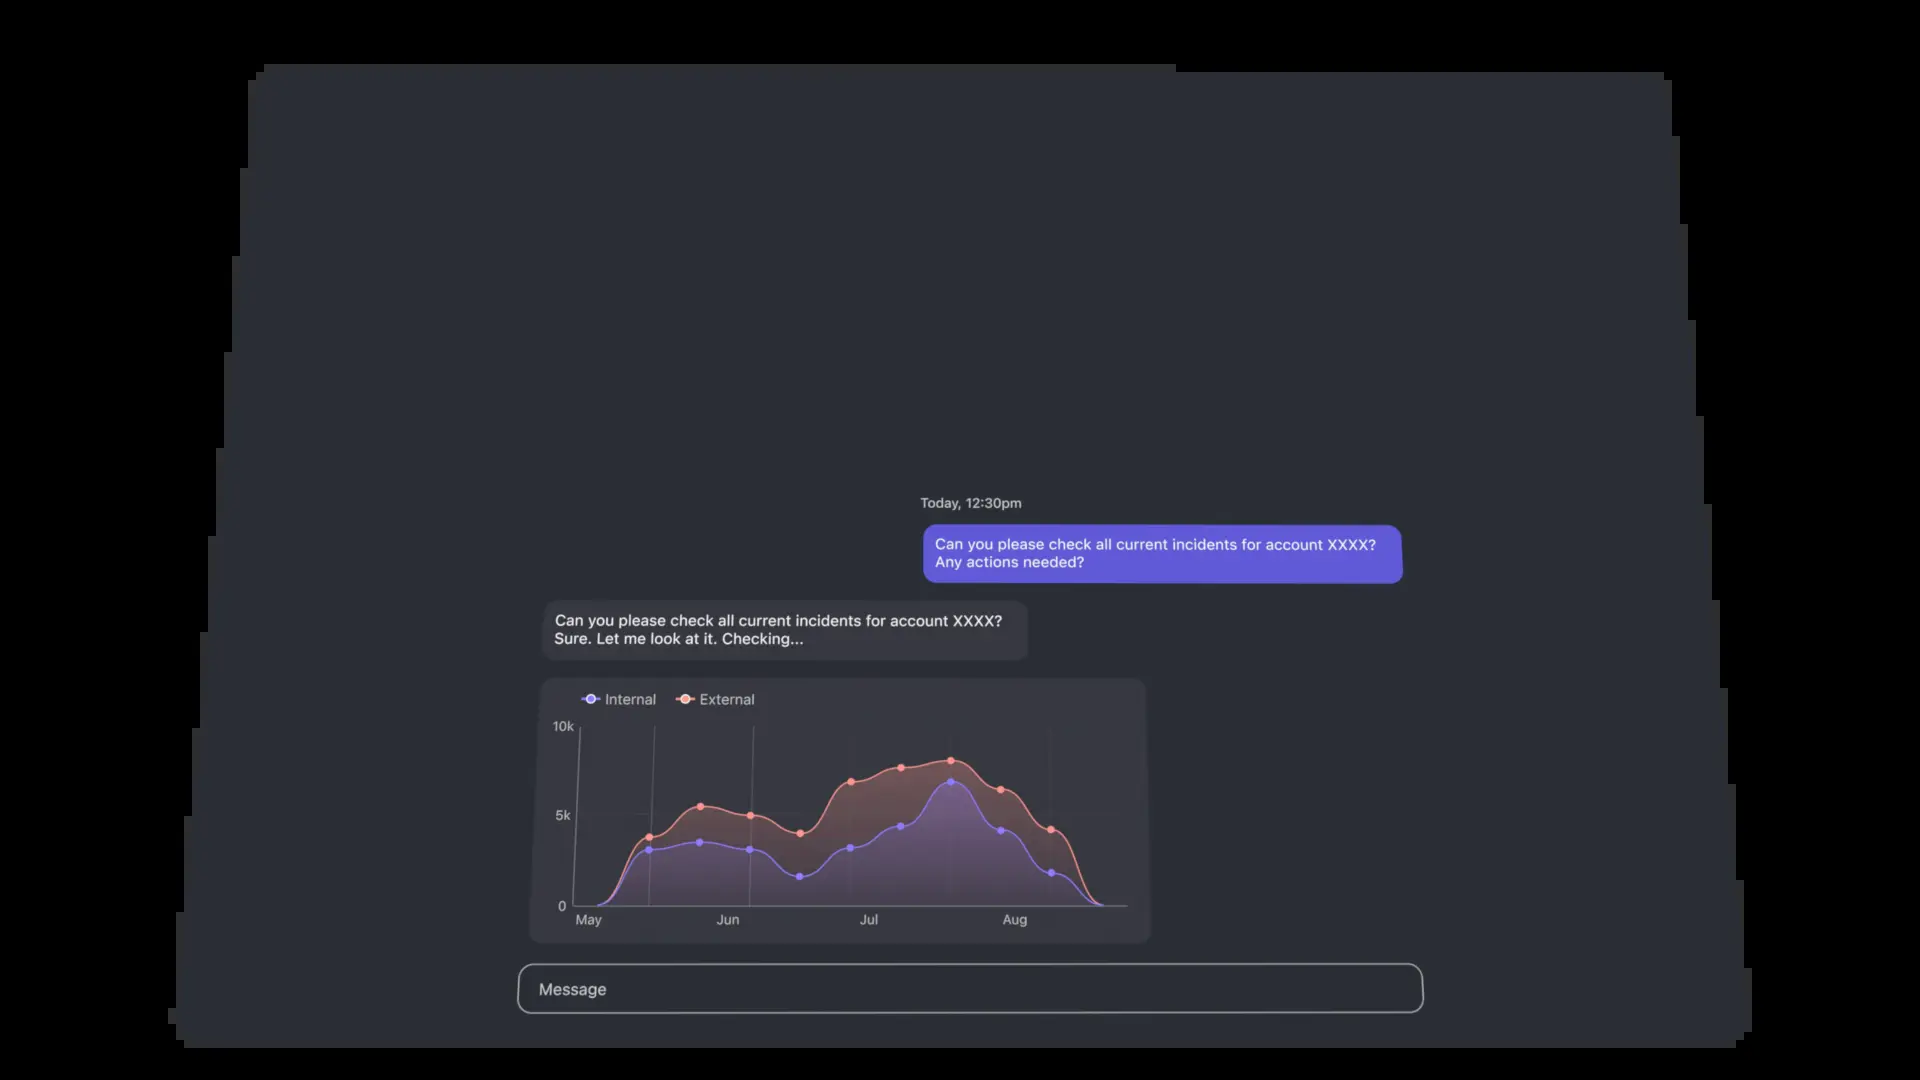 Today, 12:30pm
Can you please check all current incidents for account XXXX?
Any actions needed?
Can you please check all current incidents for account XXXX?
Sure. Let me look at it. Checking...
Internal External
10k
5k
0
May Jun Jul Aug
Message